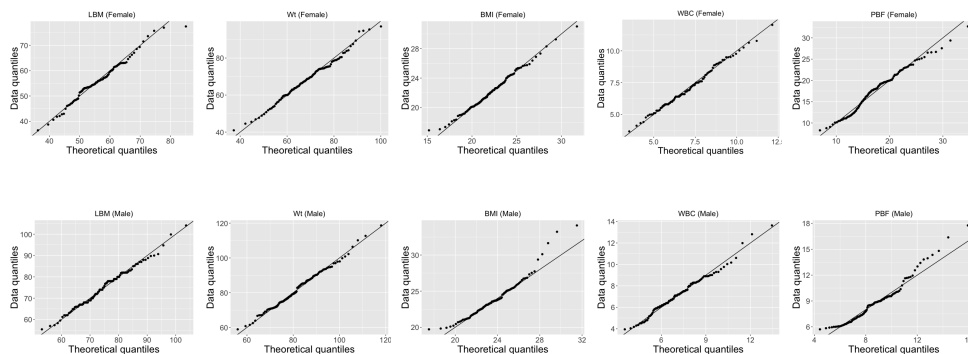 LBM (Female)
Data quantiles
70
60
50
40
40 50 60 70 80
Theoretical quantiles
Wt (Female)
Data quantiles
100
80
60
40
40 60 80 100
Theoretical quantiles
BMI (Female)
Data quantiles
28
24
20
15 20 25 30
Theoretical quantiles
WBC (Female)
Data quantiles
10.0
7.5
5.0
5.0 7.5 10.0 12.
Theoretical quantiles
PBF (Female)
Data quantiles
30
25
20
15
10
10 20 30
Theoretical quantiles
LBM (Male)
Data quantiles
100
90
80
70
60
50 60 70 80 90 100
Theoretical quantiles
Wt (Male)
Data quantiles
120
100
80
60
60 80 100 120
Theoretical quantiles
BMI (Male)
Data quantiles
30
25
20
16 20 24 28 32
Theoretical quantiles
WBC (Male)
Data quantiles
14
12
10
8
6
4
3 6 9 12
Theoretical quantiles
PBF (Male)
Data quantiles
18
15
12
9
6
4 8 12
Theoretical quantiles